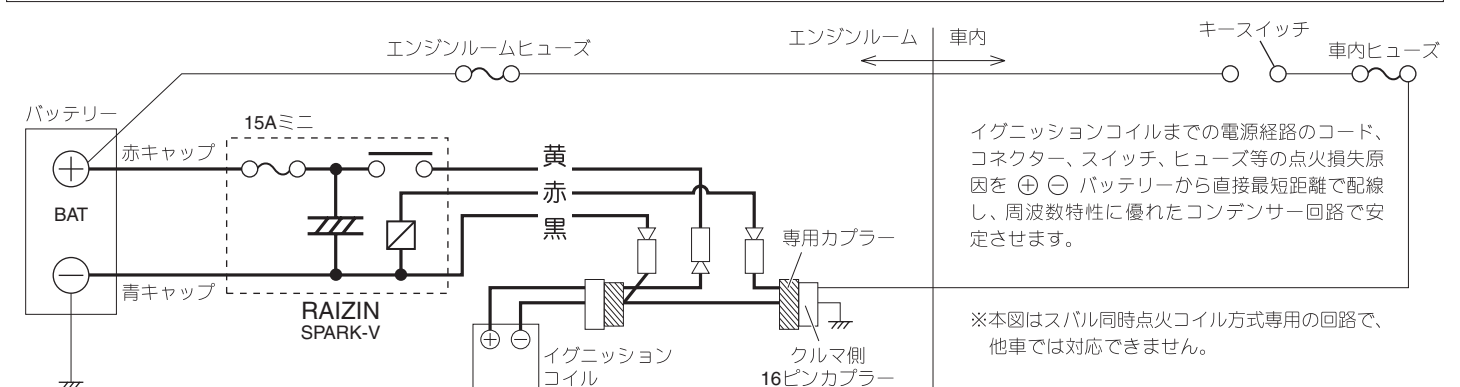 エンジンルームヒューズ
エンジンルーム
車内
キースイッチ
車内ヒューズ
バッテリー
15Aミニ
赤キャップ
BAT
青キャップ
RAIZIN
SPARK-V
黄
赤
黒
専用カプラー
イグニッション
コイル
クルマ側
16ピンカプラー
イグニッションコイルまでの電源経路のコード、
コネクター、スイッチ、ヒューズ等の点火損失原
因を ⊕ ⊖ バッテリーから直接最短距離で配線
し、周波数特性に優れたコンデンサー回路で安
定させます。
※本図はスバル同時点火コイル方式専用の回路で、
他車では対応できません。